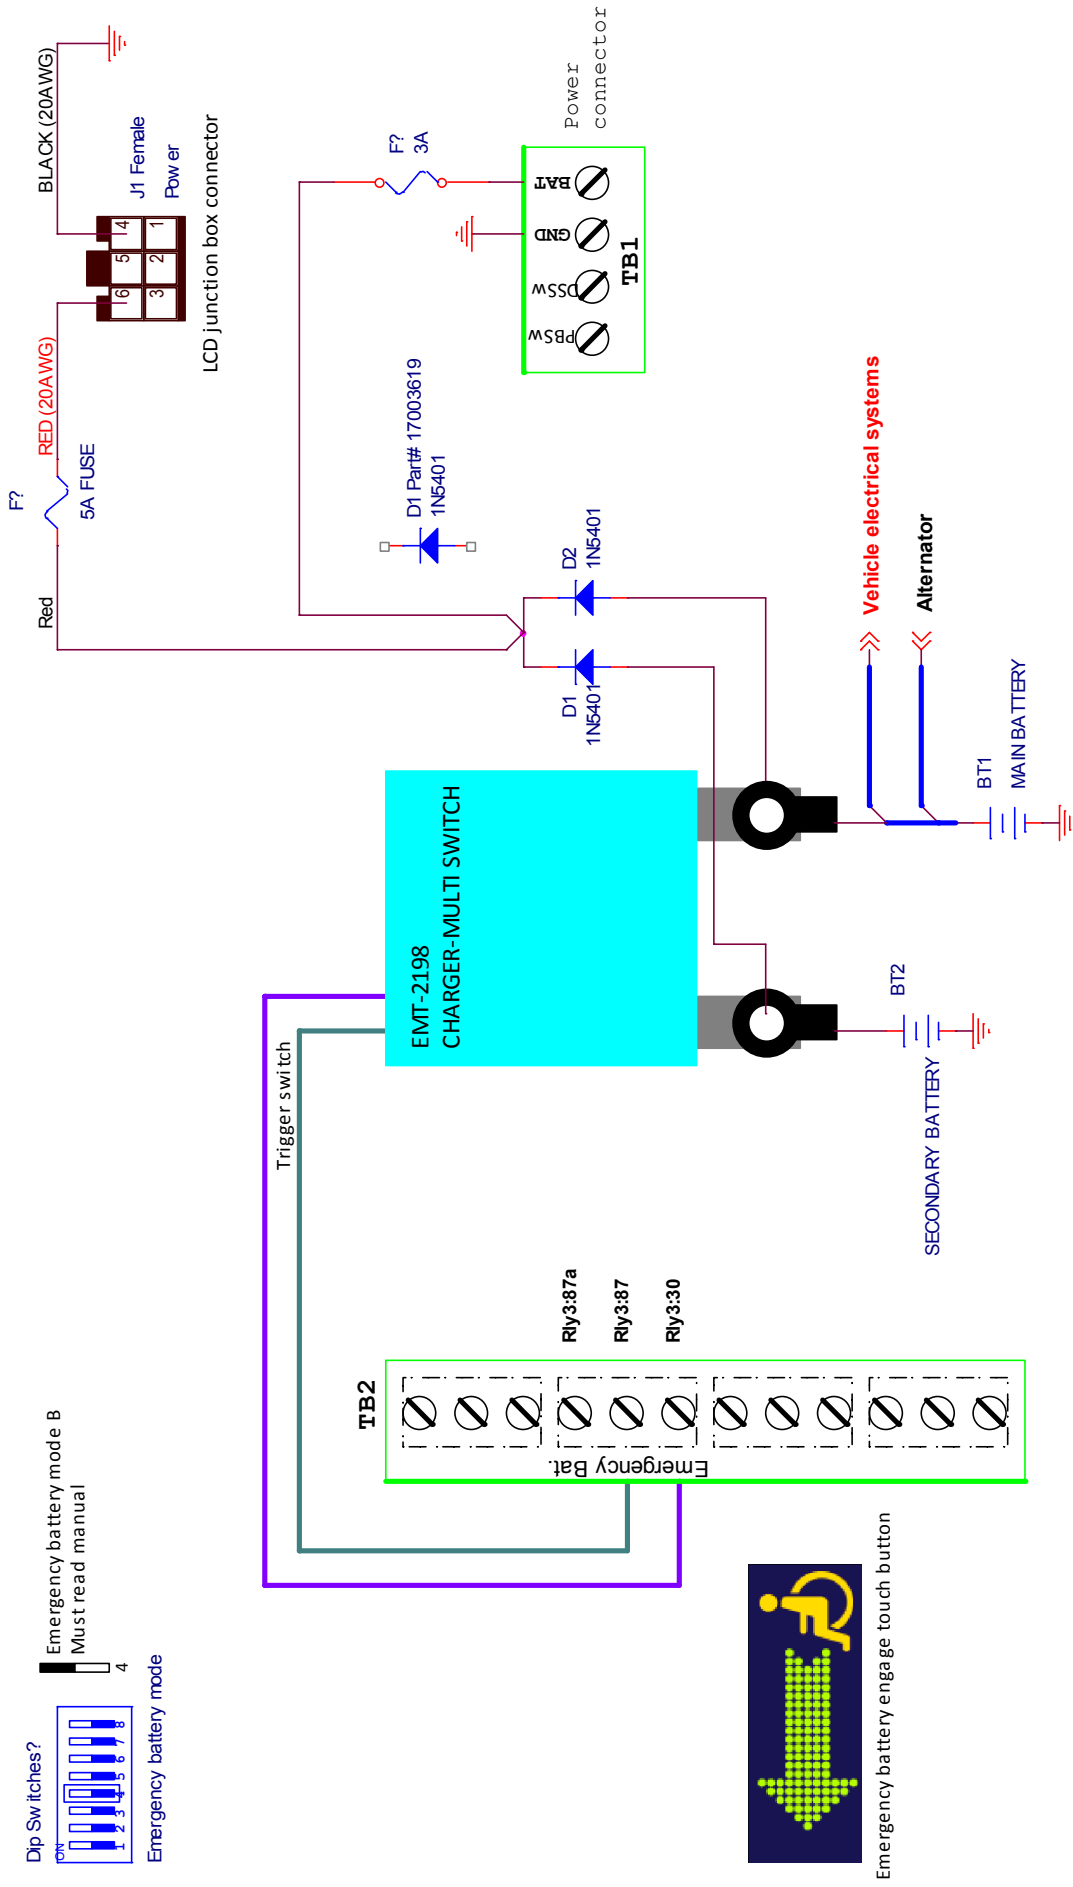 Dip Switches?
ON
1 2 3 4 5 6 7 8
Emergency battery mode
4
Emergency battery mode B
Must read manual
Red
F?
5A FUSE
RED (20AWG)
BLACK (20AWG)
6 5 4
3 2 1
J1 Female
Power
LCD junction box connector
Trigger switch
EMT-2198
CHARGER-MULTI SWITCH
D1
1N5401
D2
1N5401
D1 Part# 17003619
1N5401
F?
3A
Power
connector
PBSw
DSSw
GND
BAT
TB1
TB2
Emergency Bat.
Rly3:87a
Rly3:87
Rly3:30
Vehicle electrical systems
Alternator
BT2
SECONDARY BATTERY
BT1
MAIN BATTERY
Emergency battery engage touch button